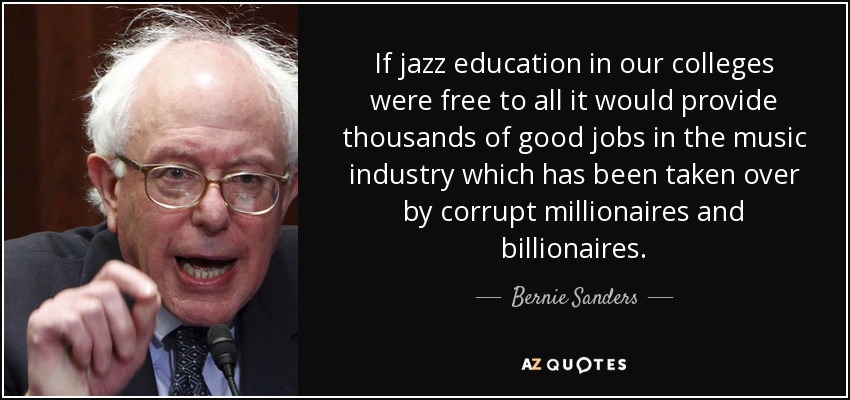 If jazz education in our colleges
were free to all it would provide
thousands of good jobs in the music
industry which has been taken over
by corrupt millionaires and
billionaires.
Bernie Sanders
AZ QUOTES